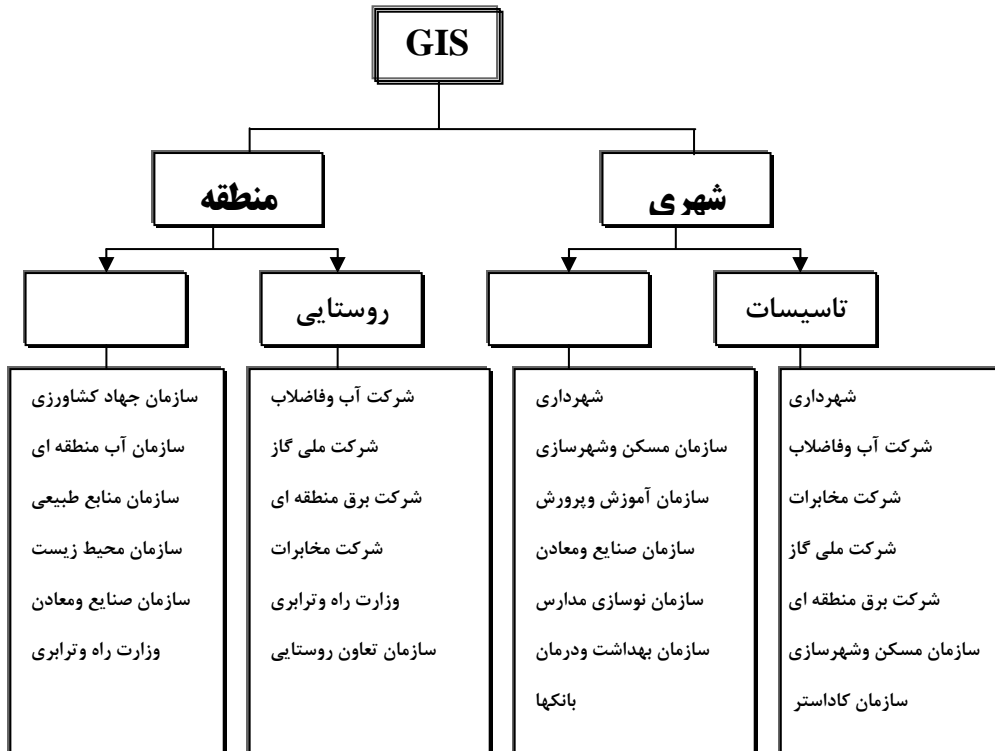 GIS
شهری
منطقه
تاسیسات
روستایی
شهرداری
شرکت آب وفاضلاب
شرکت مخابرات
شرکت ملی گاز
شرکت برق منطقه ای
سازمان مسکن وشهرسازی
سازمان کاداستر
شهرداری
سازمان مسکن وشهرسازی
سازمان آموزش وپرورش
سازمان صنایع ومعادن
سازمان نوسازی مدارس
سازمان بهداشت ودرمان
بانکها
شرکت آب وفاضلاب
شرکت ملی گاز
شرکت برق منطقه ای
شرکت مخابرات
وزارت راه وترابری
سازمان تعاون روستایی
سازمان جهاد کشاورزی
سازمان آب منطقه ای
سازمان منابع طبیعی
سازمان محیط زیست
سازمان صنایع ومعادن
وزارت راه وترابری